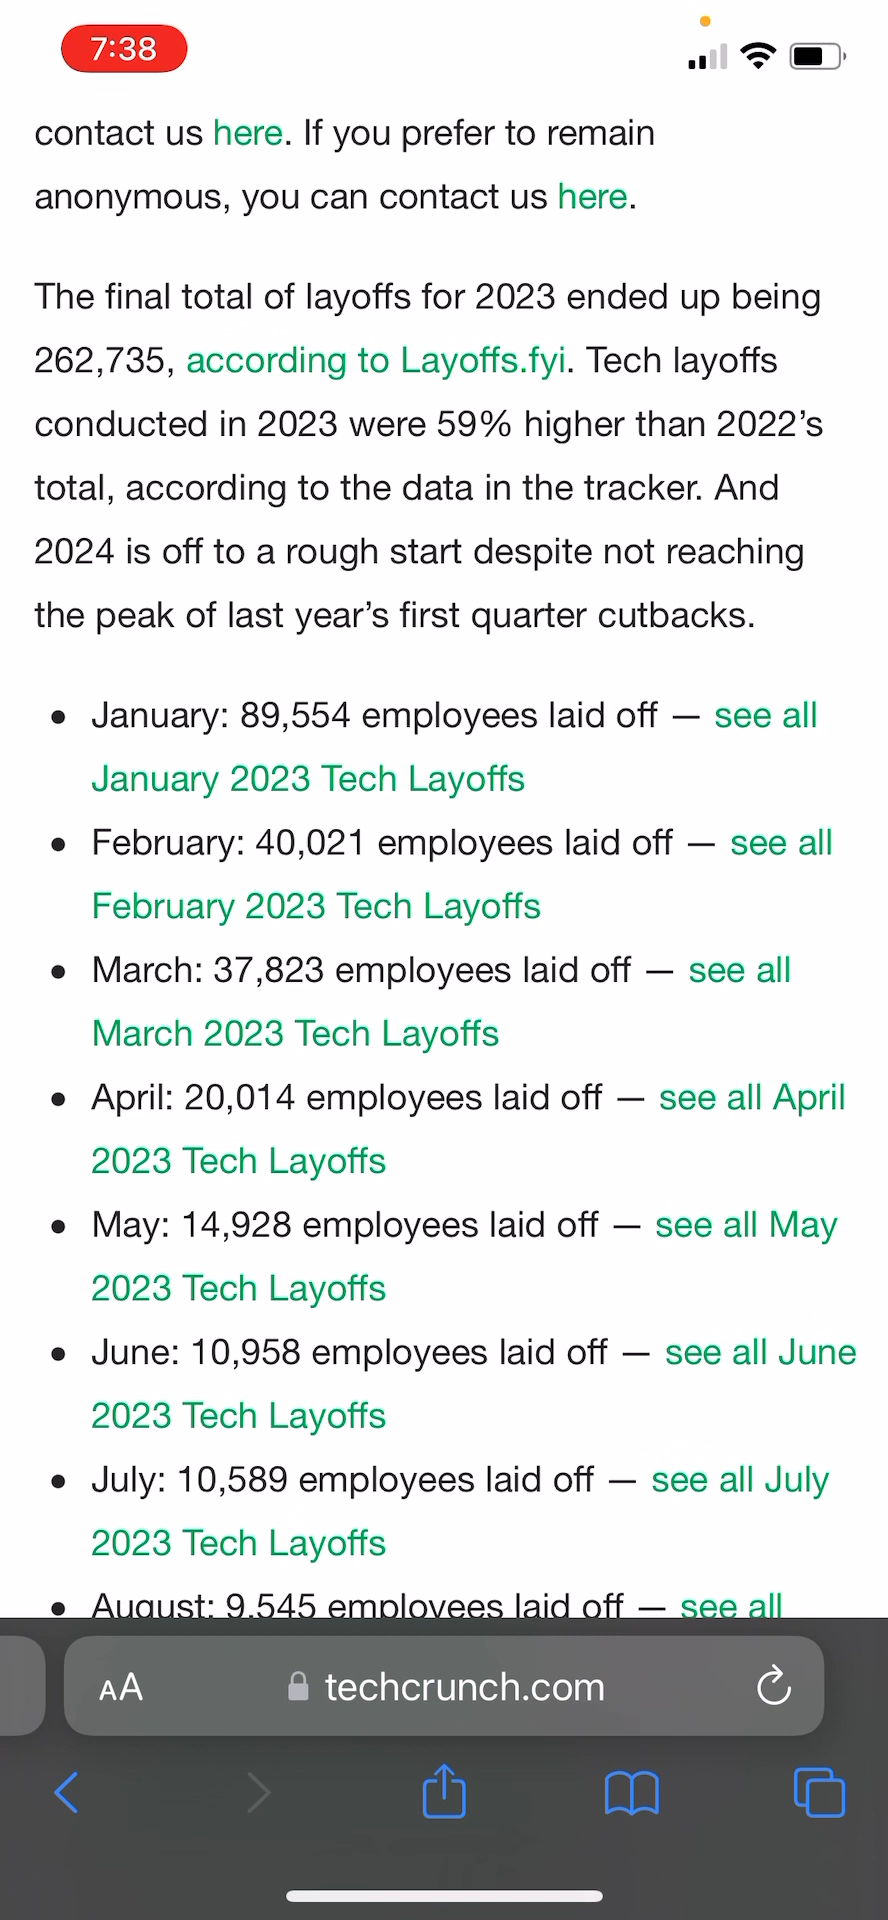 7:38
contact us here. If you prefer to remain
anonymous, you can contact us here.
The final total of layoffs for 2023 ended up being
262,735, according to Layoffs.fyi. Tech layoffs
conducted in 2023 were 59% higher than 2022’s
total, according to the data in the tracker. And
2024 is off to a rough start despite not reaching
the peak of last year’s first quarter cutbacks.
• January: 89,554 employees laid off — see all
January 2023 Tech Layoffs
• February: 40,021 employees laid off — see all
February 2023 Tech Layoffs
• March: 37,823 employees laid off — see all
March 2023 Tech Layoffs
• April: 20,014 employees laid off — see all April
2023 Tech Layoffs
• May: 14,928 employees laid off — see all May
2023 Tech Layoffs
• June: 10,958 employees laid off — see all June
2023 Tech Layoffs
• July: 10,589 employees laid off — see all July
2023 Tech Layoffs
• August: 9,545 employees laid off — see all
AA techcrunch.com